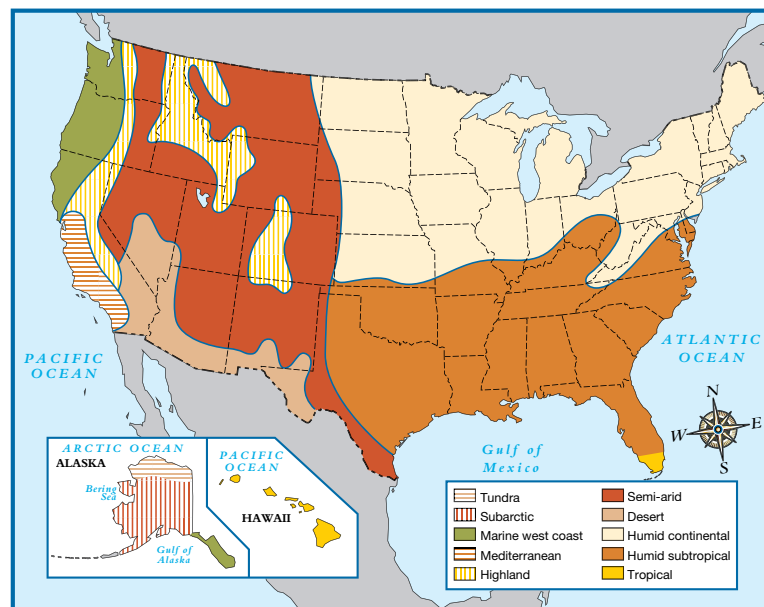 PACIFIC
OCEAN
ATLANTIC
OCEAN
Gulf of
Mexico
N
W
E
S
ARCTIC OCEAN
ALASKA
Bering
Sea
Gulf of
Alaska
PACIFIC
OCEAN
HAWAII
Tundra
Subarctic
Marine west coast
Mediterranean
Highland
Semi-arid
Desert
Humid continental
Humid subtropical
Tropical